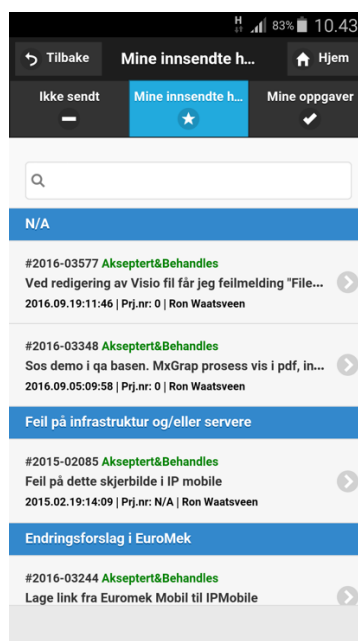 H 83% 10.43
Tilbake Mine innsendte h... Hjem
Ikke sendt Mine innsendte h... Mine oppgaver
N/A
#2016-03577 Akseptert&Behandles
Ved redigering av Visio fil får jeg feilmelding "File...
2016.09.19:11:46 | Prj.nr: 0 | Ron Waatsveen
#2016-03348 Akseptert&Behandles
Sos demo i qa basen. MxGrap prosess vis i pdf, in...
2016.09.05:09:58 | Prj.nr: 0 | Ron Waatsveen
Feil på infrastruktur og/eller servere
#2015-02085 Akseptert&Behandles
Feil på dette skjerbilde i IP mobile
2015.02.19:14:09 | Prj.nr: N/A | Ron Waatsveen
Endringsforslag i EuroMek
#2016-03244 Akseptert&Behandles
Lage link fra Euromek Mobil til IPMobile